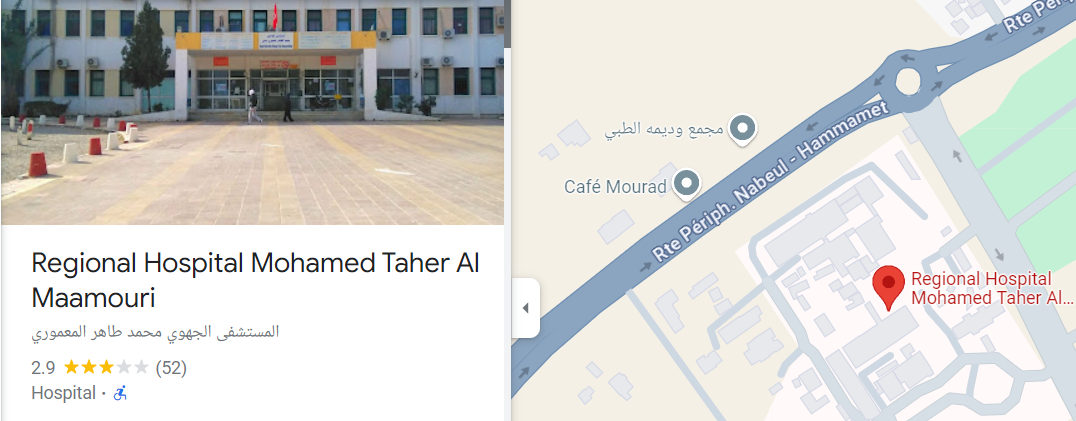 Regional Hospital Mohamed Taher Al
Maamouri
المستشفى الجهوي محمد طاهر المعموري
2.9 (52)
Hospital ·
Rte Périph
مجمع وديمه الطبي
Café Mourad
Rte Périph. Nabeul - Hammamet
Regional Hospital
Mohamed Taher Al...